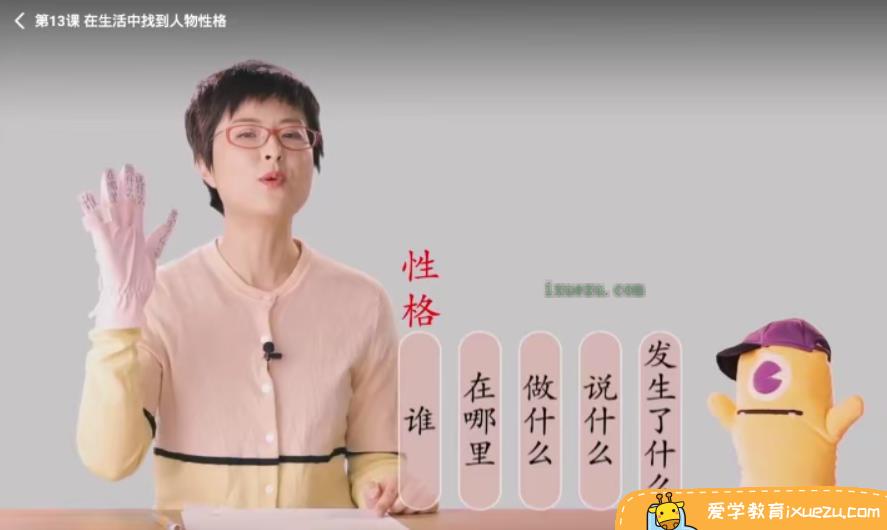 第13课 在生活中找到人物性格
性格
谁
在哪里
做什么
说什么
发生了什么
ixuezu.com
爱学教育ixuezu.com